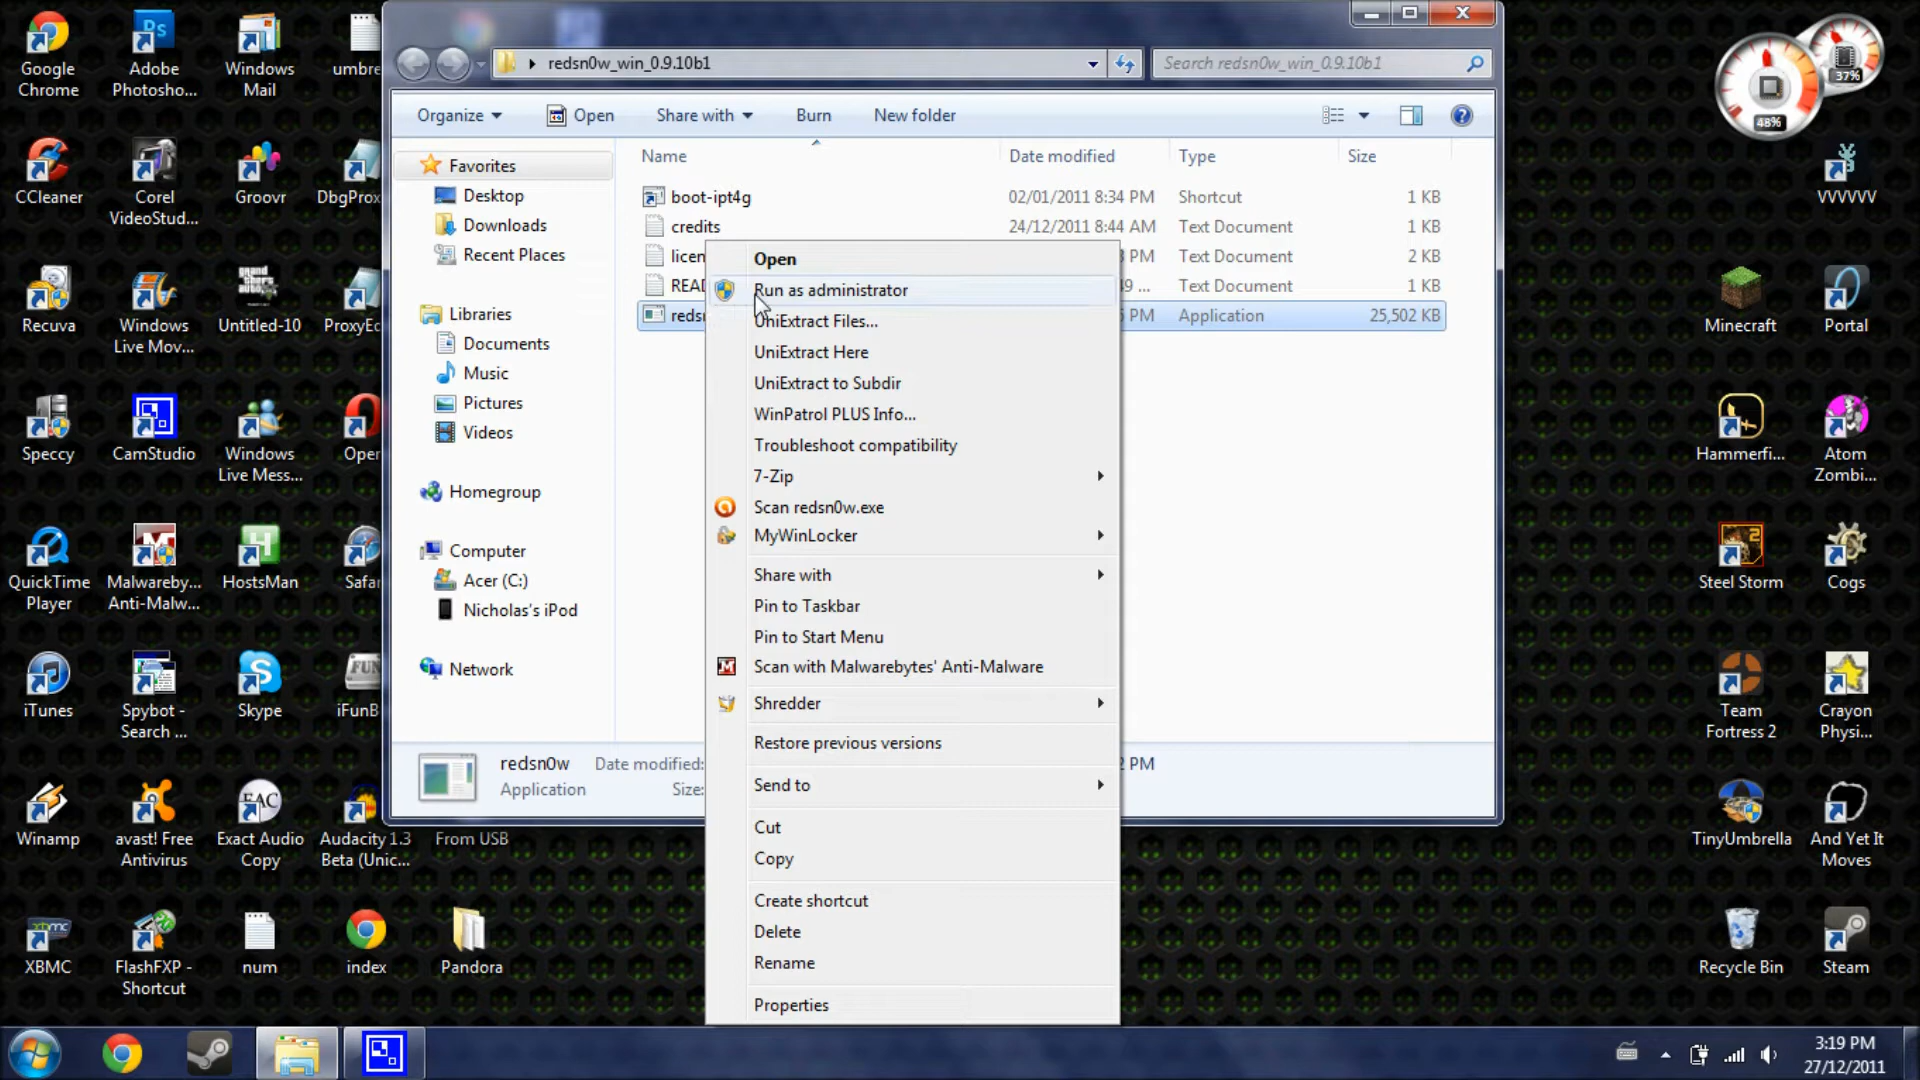 Google
Chrome
Adobe
Photosho...
Windows
Mail
umbre
CCleaner
Corel
VideoStud...
Groovr
DbgProx
Recuva
Windows
Live Mov...
Untitled-10
ProxyEd
Speccy
CamStudio
Windows
Live Mess...
Oper
QuickTime
Player
Malwareby...
Anti-Malw...
HostsMan
Safa
iTunes
Spybot -
Search ...
Skype
iFunB
Winamp
avast! Free
Antivirus
Exact Audio
Copy
Audacity 1.3
Beta (Unic...
From USB
XBMC
FlashFXP -
Shortcut
num
index
Pandora
redsn0w_win_0.9.10b1
Search redsn0w_win_0.9.10b1
Organize
Open
Share with
Burn
New folder
Name
Date modified
Type
Size
boot-ipt4g
02/01/2011 8:34 PM
Shortcut
1 KB
credits
24/12/2011 8:44 AM
Text Document
1 KB
licen
PM
Text Document
2 KB
READ
49 ...
Text Document
1 KB
redsn
PM
Application
25,502 KB
Favorites
Desktop
Downloads
Recent Places
Libraries
Documents
Music
Pictures
Videos
Homegroup
Computer
Acer (C:)
Nicholas's iPod
Network
redsn0w
Date modified:
2 PM
Application
Size:
Open
Run as administrator
UniExtract Files...
UniExtract Here
UniExtract to Subdir
WinPatrol PLUS Info...
Troubleshoot compatibility
7-Zip
Scan redsn0w.exe
MyWinLocker
Share with
Pin to Taskbar
Pin to Start Menu
Scan with Malwarebytes' Anti-Malware
Shredder
Restore previous versions
Send to
Cut
Copy
Create shortcut
Delete
Rename
Properties
37%
48%
VVVVVV
Minecraft
Portal
Hammerfi...
Atom
Zombi...
Steel Storm
Cogs
Team
Fortress 2
Crayon
Physi...
TinyUmbrella
And Yet It
Moves
Recycle Bin
Steam
3:19 PM
27/12/2011